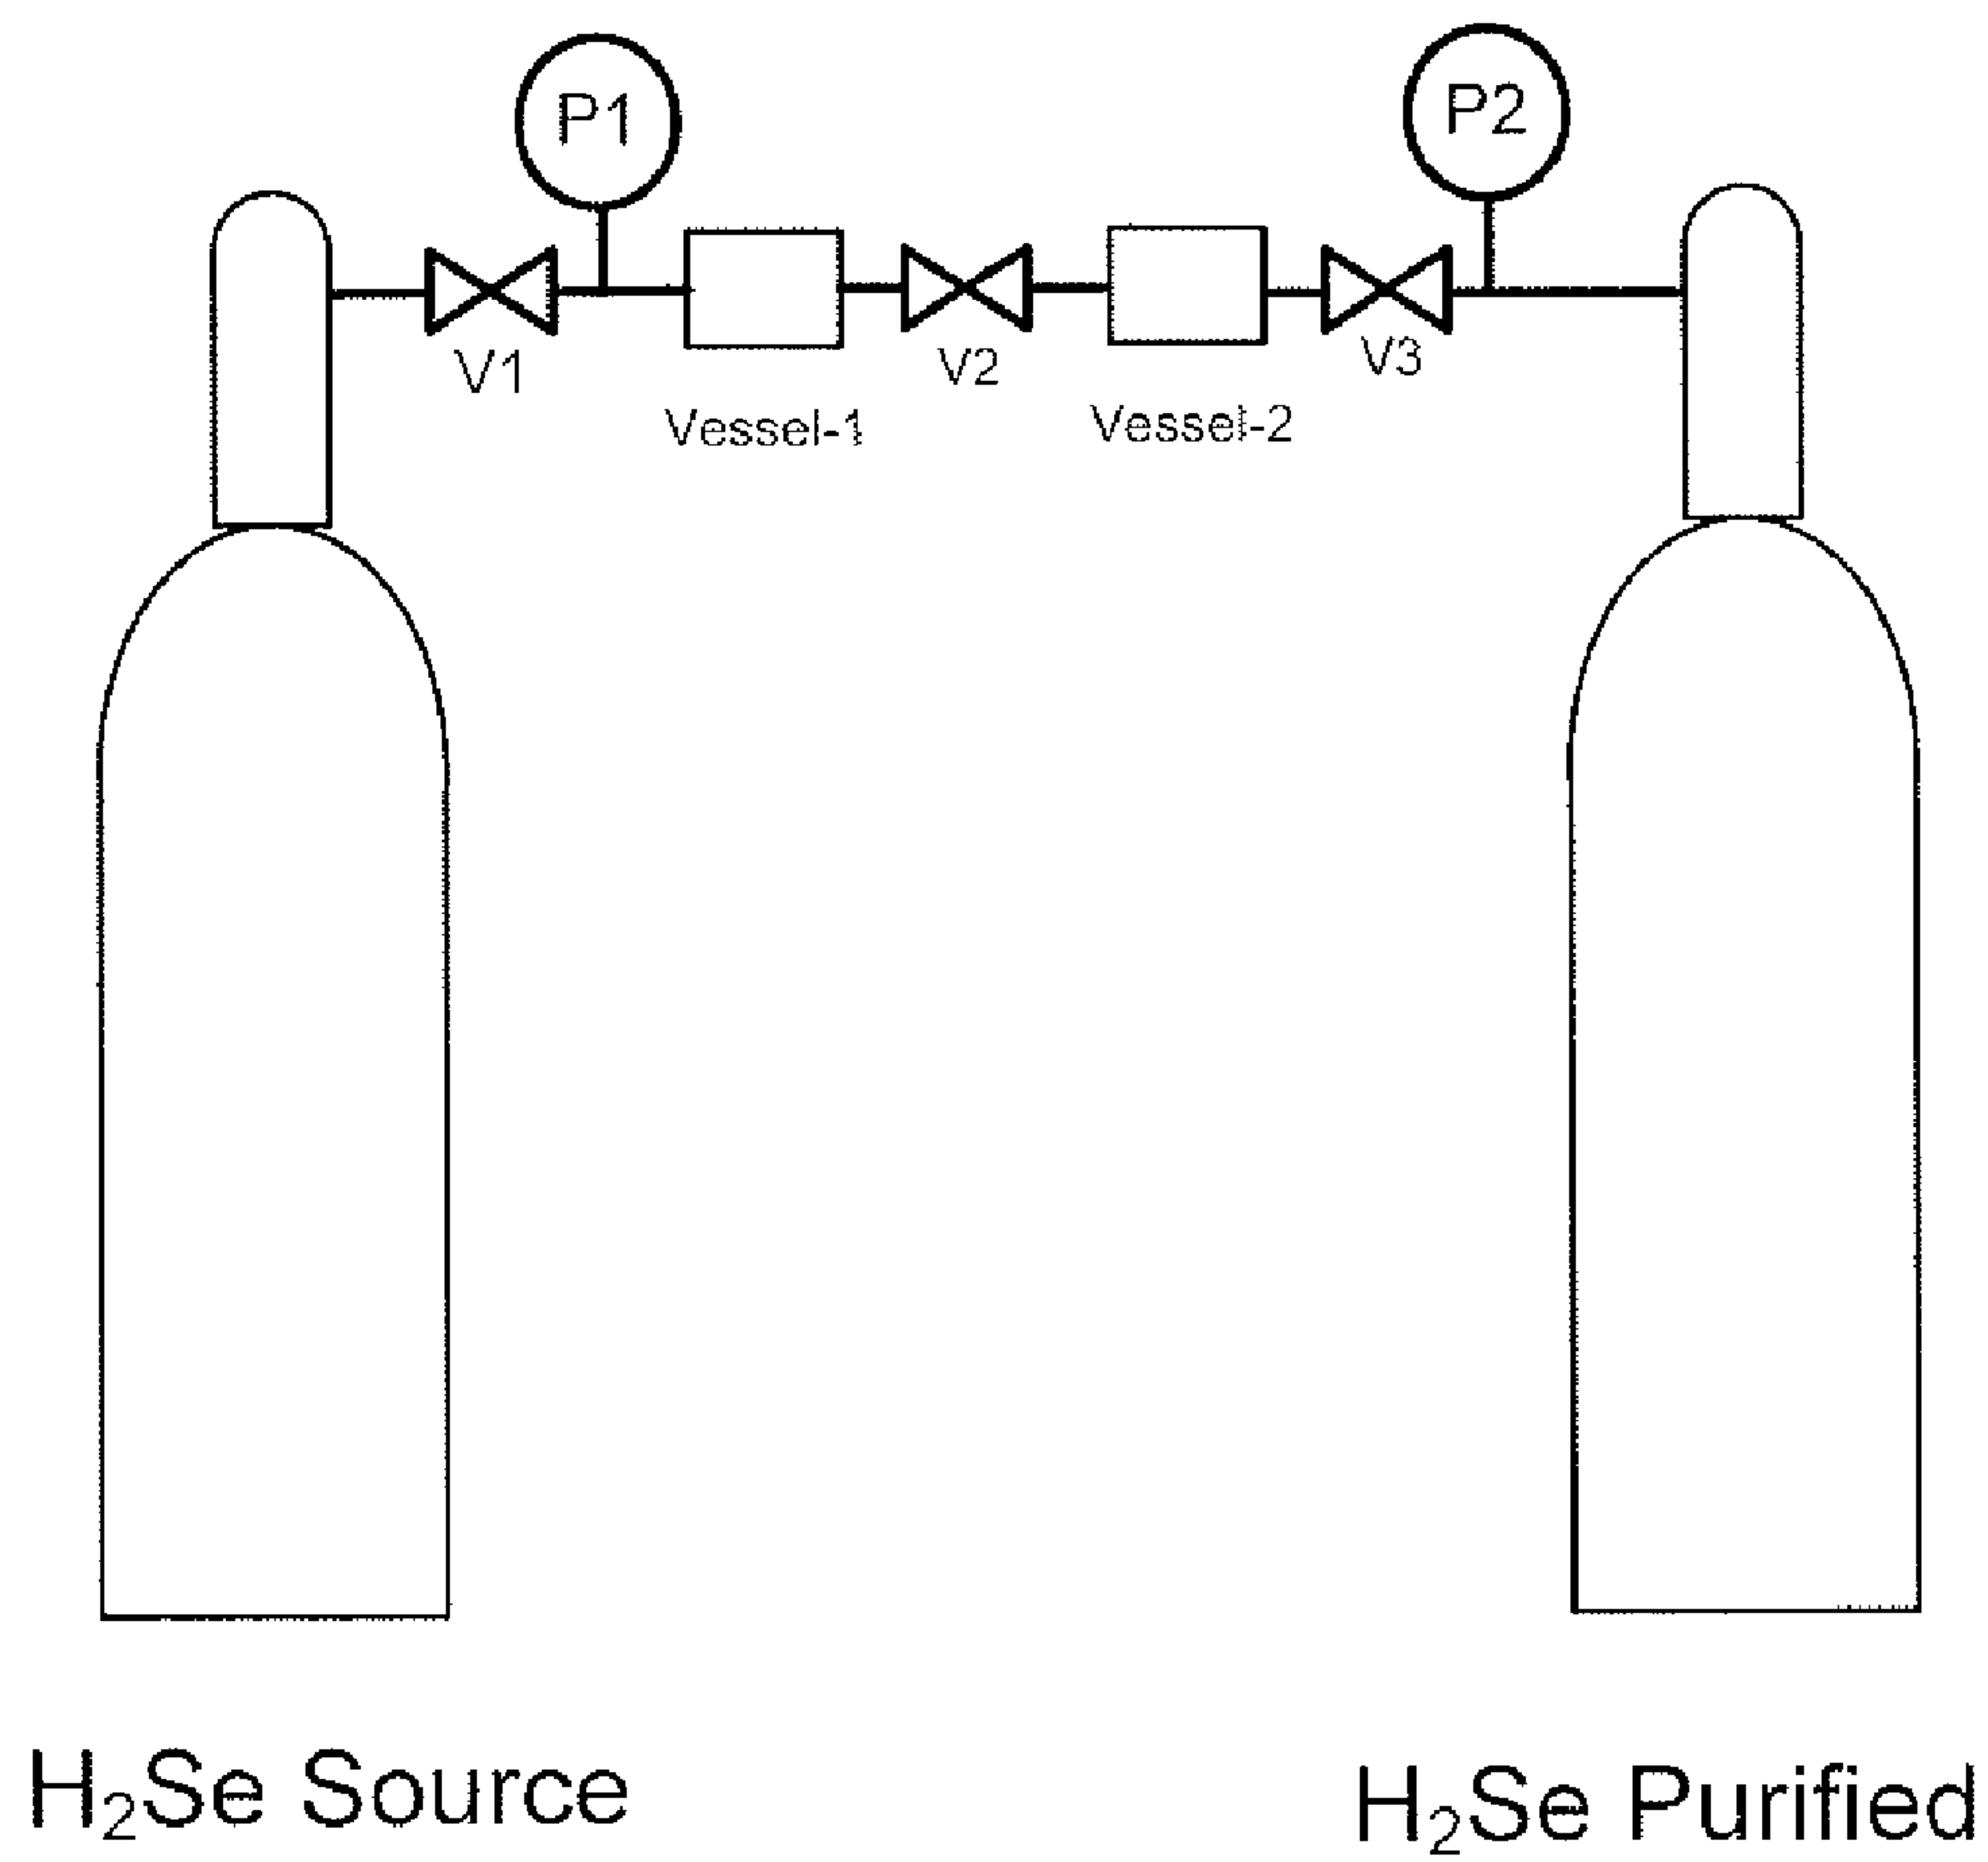 P1
P2
V1
V2
V3
Vessel-1
Vessel-2
H₂Se Source
H₂Se Purified